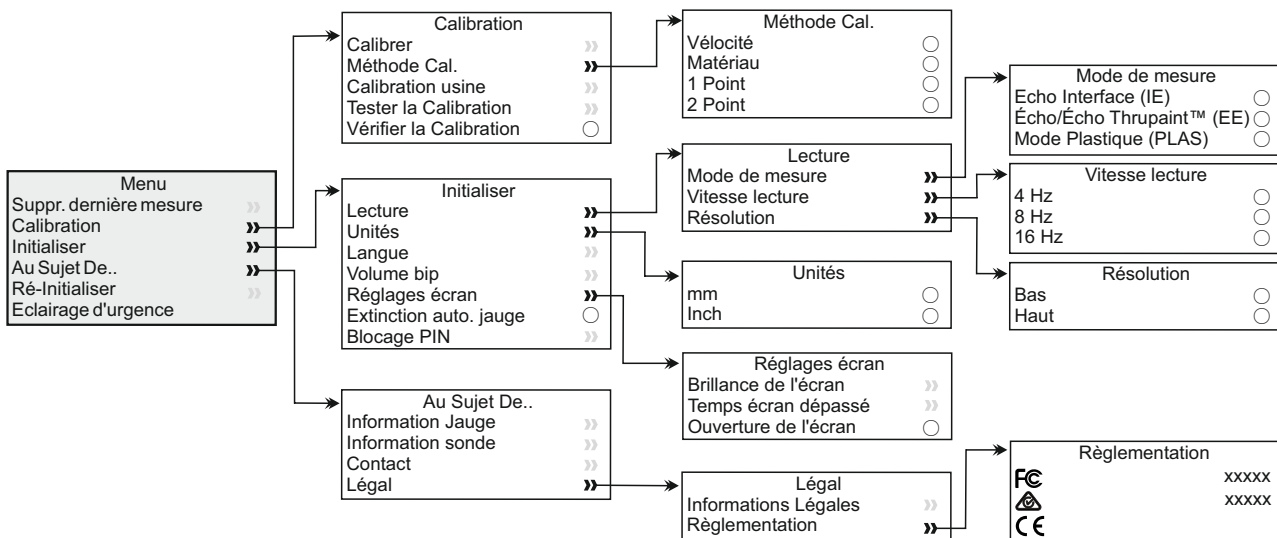 Menu
Suppr. dernière mesure
Calibration
Initialiser
Au Sujet De..
Ré-Initialiser
Eclairage d'urgence
Calibration
Calibrer
Méthode Cal.
Calibration usine
Tester la Calibration
Vérifier la Calibration
Initialiser
Lecture
Unités
Langue
Volume bip
Réglages écran
Extinction auto. jauge
Blocage PIN
Au Sujet De..
Information Jauge
Information sonde
Contact
Légal
Méthode Cal.
Vélocité
Matériau
1 Point
2 Point
Lecture
Mode de mesure
Vitesse lecture
Résolution
Unités
mm
Inch
Réglages écran
Brillance de l'écran
Temps écran dépassé
Ouverture de l'écran
Légal
Informations Légales
Règlementation
Mode de mesure
Echo Interface (IE)
Écho/Écho Thrupaint™ (EE)
Mode Plastique (PLAS)
Vitesse lecture
4 Hz
8 Hz
16 Hz
Résolution
Bas
Haut
Règlementation
FC xxxxx
xxxxx
CE